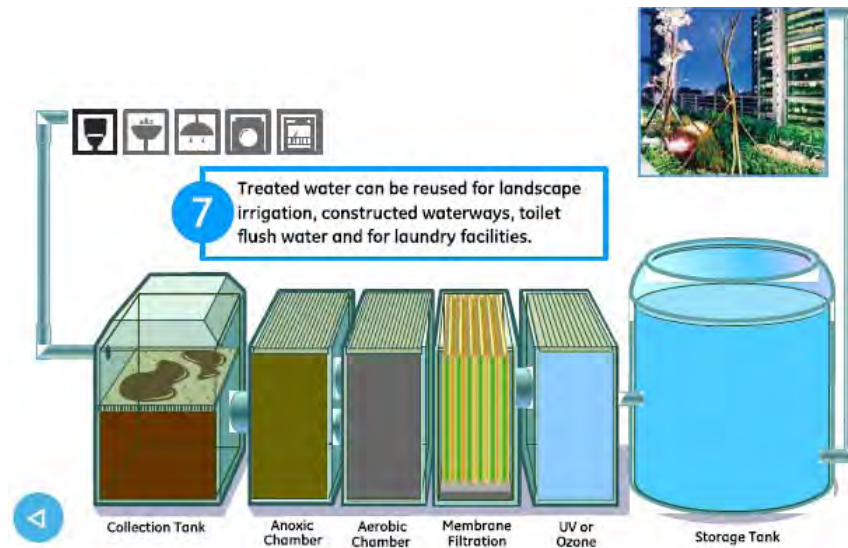 7
Treated water can be reused for landscape
irrigation, constructed waterways, toilet
flush water and for laundry facilities.
Collection Tank
Anoxic
Chamber
Aerobic
Chamber
Membrane
Filtration
UV or
Ozone
Storage Tank